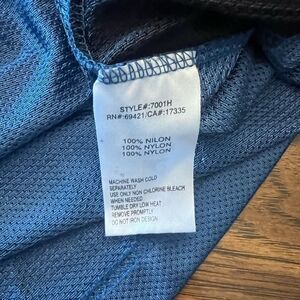 STYLE#:7001H
RN#:69421/CA#:17335
100% NILON
100% NYLON
100% NYLON
MACHINE WASH COLD
SEPARATELY
USE ONLY NON CHLORINE BLEACH
WHEN NEEDED
TUMBLE DRY LOW HEAT
REMOVE PROMPTLY
DO NOT IRON DESIGN